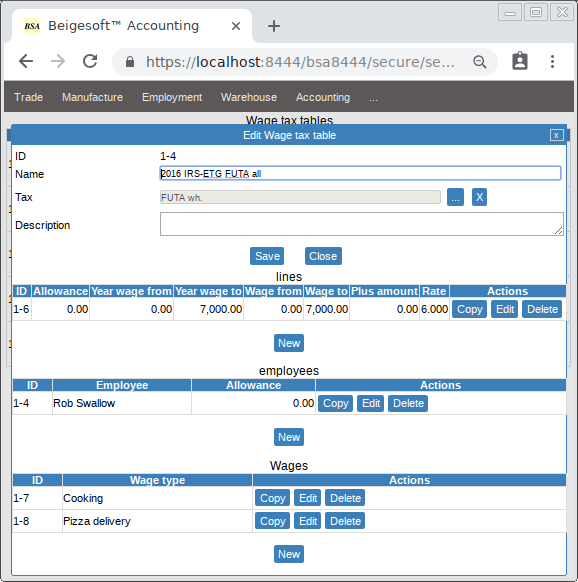 BSA Beigesoft™ Accounting
https://localhost:8444/bsa8444/secure/se...
Trade Manufacture Employment Warehouse Accounting ...
Wage tax tables
Edit Wage tax table x
ID 1-4
Name 2016 IRS-ETG FUTA all
Tax FUTA wh. ... X
Description
Save Close
lines
ID Allowance Year wage from Year wage to Wage from Wage to Plus amount Rate Actions
1-6 0.00 0.00 7,000.00 0.00 7,000.00 0.00 6.000 Copy Edit Delete
New
employees
ID Employee Allowance Actions
1-4 Rob Swallow 0.00 Copy Edit Delete
New
Wages
ID Wage type Actions
1-7 Cooking Copy Edit Delete
1-8 Pizza delivery Copy Edit Delete
New